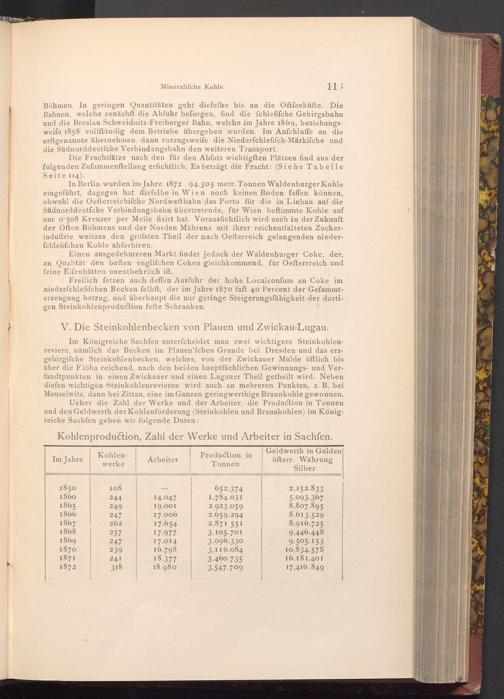 Mineralifche Kohle. 113
Böhmen. In geringen Quantitäten geht diefelbe bis an die Oftfeeküfte. Die
Bahnen, welche zunächft die Abfuhr beforgen, find die fchlefifche Gebirgsbahn
und die Breslau Schweidnitz-Freiberger Bahn, welche im Jahre 1869, beziehungs-
weife 1858 vollftändig dem Betriebe übergeben wurden. Im Anfchluffe an die
erftgenannte übernehmen dann vorzugsweife die Niederfchlefifch-Märkifche und
die Südnorddeutfche Verbindungsbahn den weiteren Transport.
Die Frachtfätze nach den für den Abfatz wichtigften Plätzen find aus der
folgenden Zufammenftellung erfichtlich. Es beträgt die Fracht: (Siehe Tabelle
Seite 114).
In Berlin wurden im Jahre 1872 94.303 metr. Tonnen Waldenburger Kohle
eingeführt, dagegen hat diefelbe in Wien noch keinen Boden faffen können,
obwohl die Oefterreichifche Nordweftbahn das Porto für die in Liebau auf die
Südnorddeutfche Verbindungsbahn übertretende, für Wien beftimmte Kohle auf
nur 0·508 Kreuzer per Meile fixirt hat. Vorausfichtlich wird auch in der Zukunft
der Often Böhmens und der Norden Mährens mit ihrer reichentfalteten Zucker-
induftrie weitaus den gröfsten Theil der nach Oefterreich gelangenden nieder-
fchlefifchen Kohle abforbiren.
Einen ausgedehnteren Markt findet jedoch der Waldenburger Coke, der,
an Qualität den beften englifchen Coken gleichkommend, für Oefterreich und
feine Eifenhütten unentbehrlich ift.
Freilich fetzen auch deffen Ausfuhr der hohe Localconfum an Coke im
niederfchlefifchen Becken felbft, der im Jahre 1870 faft 40 Percent der Gefammt-
erzeugung betrug, und überhaupt die nur geringe Steigerungsfähigkeit der dorti-
gen Steinkohlenproduction fefte Schranken.
V. Die Steinkohlenbecken von Plauen und Zwickau-Lugau.
Im Königreiche Sachfen unterfcheidet man zwei wichtigere Steinkohlen-
reviere, nämlich das Becken im Plauen'fchen Grunde bei Dresden und das erz-
gebirgifche Steinkohlenbecken, welches, von der Zwickauer Mulde öftlich bis
über die Flöha reichend, nach den beiden hauptfächlichen Gewinnungs- und Ver-
fandtpunkten in einen Zwickauer und einen Lugauer Theil getheilt wird. Neben
diefen wichtigen Steinkohlenrevieren wird auch an mehreren Punkten, z. B. bei
Meuselwitz, dann bei Zittau, eine im Ganzen geringwerthige Braunkohle gewonnen.
Ueber die Zahl der Werke und der Arbeiter, die Production in Tonnen
und den Geldwerth der Kohlenförderung (Steinkohlen und Braunkohlen) im König-
reiche Sachfen geben wir folgende Daten:
Kohlenproduction, Zahl der Werke und Arbeiter in Sachfen.
Im Jahre Kohlen-werke Arbeiter Production in Tonnen Geldwerth in Gulden öfterr. Währung Silber
1850 108 — 652.374 2,152.833
1860 244 14.047 1,784.031 5,093.367
1865 249 19.001 2,923.059 8,807.895
1866 247 17.006 2,659.294 8,613.529
1867 262 17.654 2,871 551 8,916.725
1868 257 17.977 3,105.701 9,446.448
1869 247 17.014 3,096.330 9,505.153
1870 239 16.798 3,116.084 10,834.578
1871 241 18.377 3,460.735 16,181.401
1872 318 18.980 3,547.709 17,416.849